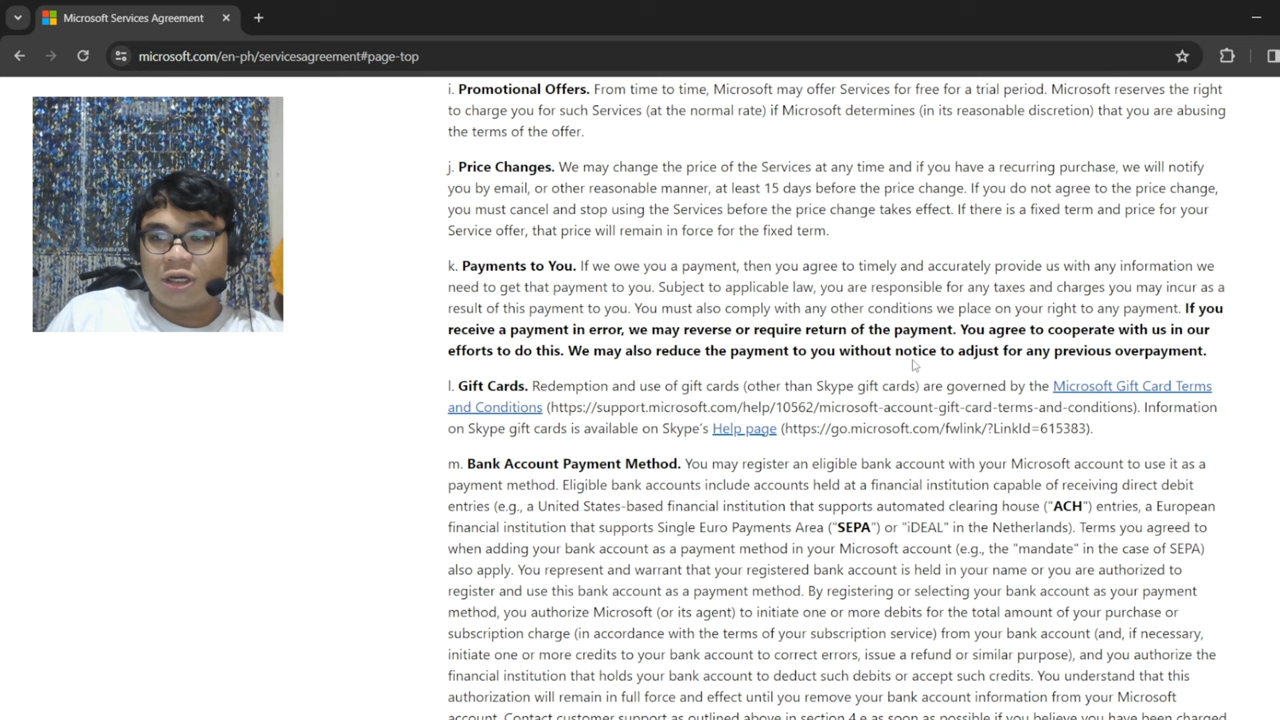 Microsoft Services Agreement
microsoft.com/en-ph/servicesagreement#page-top
i. Promotional Offers. From time to time, Microsoft may offer Services for free for a trial period. Microsoft reserves the right
to charge you for such Services (at the normal rate) if Microsoft determines (in its reasonable discretion) that you are abusing
the terms of the offer.
j. Price Changes. We may change the price of the Services at any time and if you have a recurring purchase, we will notify
you by email, or other reasonable manner, at least 15 days before the price change. If you do not agree to the price change,
you must cancel and stop using the Services before the price change takes effect. If there is a fixed term and price for your
Service offer, that price will remain in force for the fixed term.
k. Payments to You. If we owe you a payment, then you agree to timely and accurately provide us with any information we
need to get that payment to you. Subject to applicable law, you are responsible for any taxes and charges you may incur as a
result of this payment to you. You must also comply with any other conditions we place on your right to any payment. If you
receive a payment in error, we may reverse or require return of the payment. You agree to cooperate with us in our
efforts to do this. We may also reduce the payment to you without notice to adjust for any previous overpayment.
l. Gift Cards. Redemption and use of gift cards (other than Skype gift cards) are governed by the Microsoft Gift Card Terms
and Conditions (https://support.microsoft.com/help/10562/microsoft-account-gift-card-terms-and-conditions). Information
on Skype gift cards is available on Skype's Help page (https://go.microsoft.com/fwlink/?LinkId=615383).
m. Bank Account Payment Method. You may register an eligible bank account with your Microsoft account to use it as a
payment method. Eligible bank accounts include accounts held at a financial institution capable of receiving direct debit
entries (e.g., a United States-based financial institution that supports automated clearing house ("ACH") entries, a European
financial institution that supports Single Euro Payments Area ("SEPA") or "iDEAL" in the Netherlands). Terms you agreed to
when adding your bank account as a payment method in your Microsoft account (e.g., the "mandate" in the case of SEPA)
also apply. You represent and warrant that your registered bank account is held in your name or you are authorized to
register and use this bank account as a payment method. By registering or selecting your bank account as your payment
method, you authorize Microsoft (or its agent) to initiate one or more debits for the total amount of your purchase or
subscription charge (in accordance with the terms of your subscription service) from your bank account (and, if necessary,
initiate one or more credits to your bank account to correct errors, issue a refund or similar purpose), and you authorize the
financial institution that holds your bank account to deduct such debits or accept such credits. You understand that this
authorization will remain in full force and effect until you remove your bank account information from your Microsoft
account. Contact customer support as outlined above in section 4.e as soon as possible if you believe you have been charged